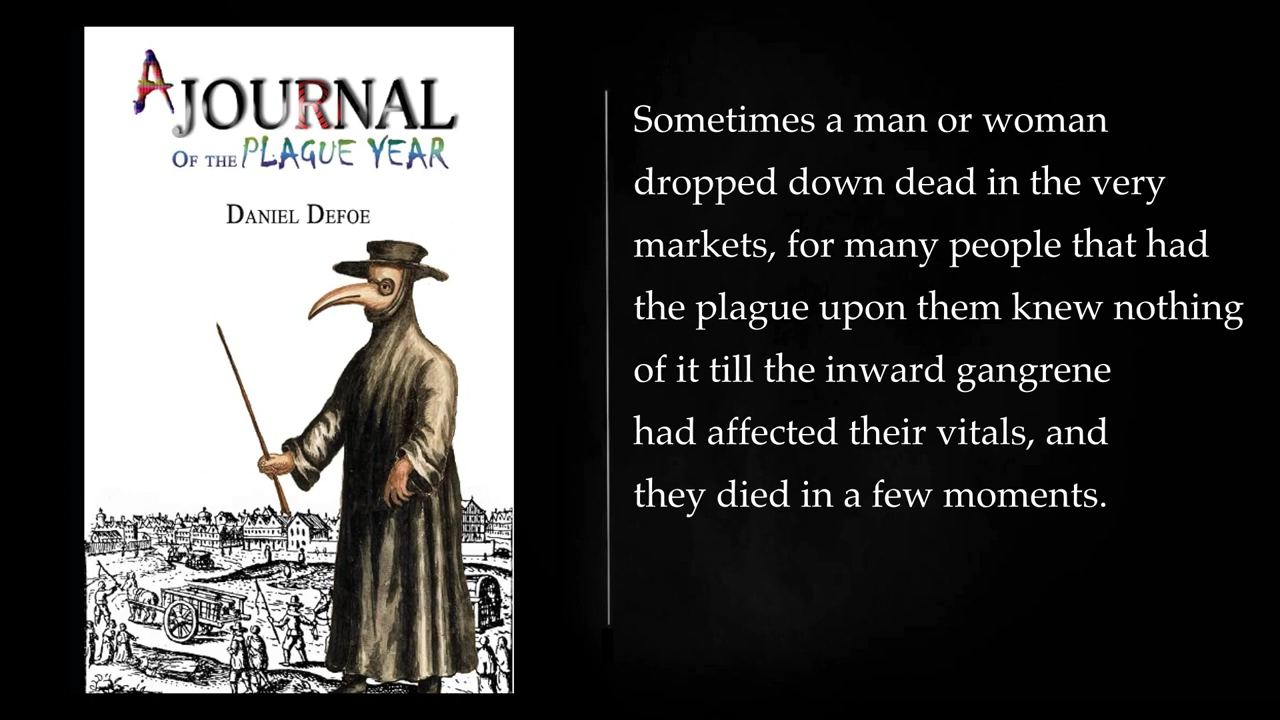 A JOURNAL
OF THE PLAGUE YEAR
DANIEL DEFOE
Sometimes a man or woman
dropped down dead in the very
markets, for many people that had
the plague upon them knew nothing
of it till the inward gangrene
had affected their vitals, and
they died in a few moments.